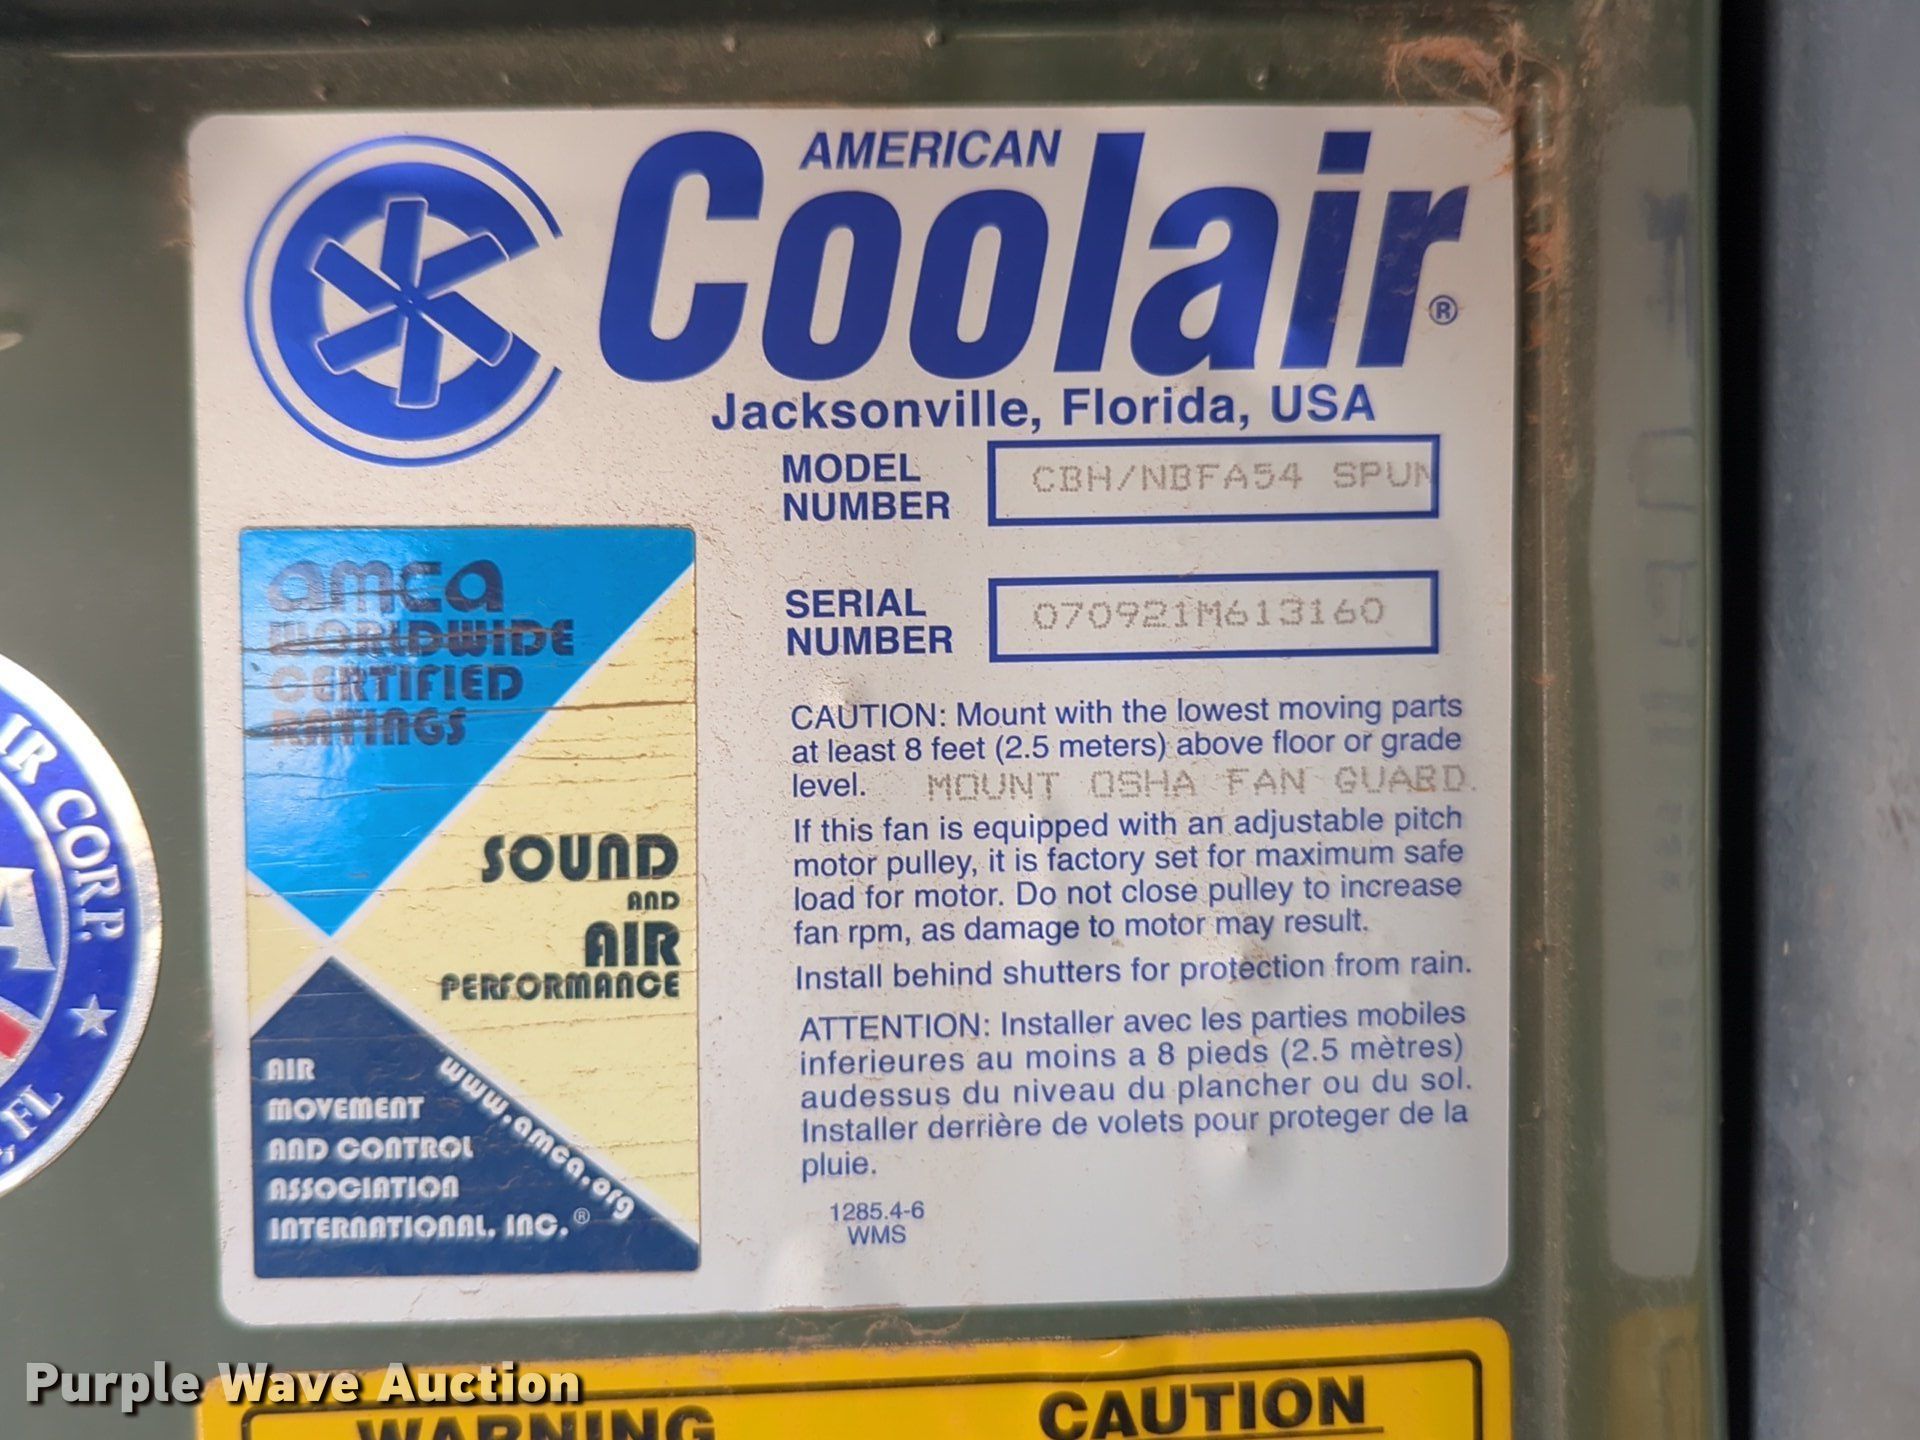 AMERICAN
Coolair®
Jacksonville, Florida, USA
MODEL
NUMBER
CBH/NBFA54 SPUN
SERIAL
NUMBER
070921M613160
CAUTION: Mount with the lowest moving parts
at least 8 feet (2.5 meters) above floor or grade
level. MOUNT OSHA FAN GUARD.
If this fan is equipped with an adjustable pitch
motor pulley, it is factory set for maximum safe
load for motor. Do not close pulley to increase
fan rpm, as damage to motor may result.
Install behind shutters for protection from rain.
ATTENTION: Installer avec les parties mobiles
inferieures au moins a 8 pieds (2.5 mètres)
audessus du niveau du plancher ou du sol.
Installer derrière de volets pour proteger de la
pluie.
1285.4-6
WMS
amca
WORLDWIDE
CERTIFIED
RATINGS
SOUND
AND
AIR
PERFORMANCE
AIR
MOVEMENT
AND CONTROL
ASSOCIATION
INTERNATIONAL, INC.®
www.amca.org
IR CORP.
, FL
WARNING
CAUTION
Purple Wave Auction